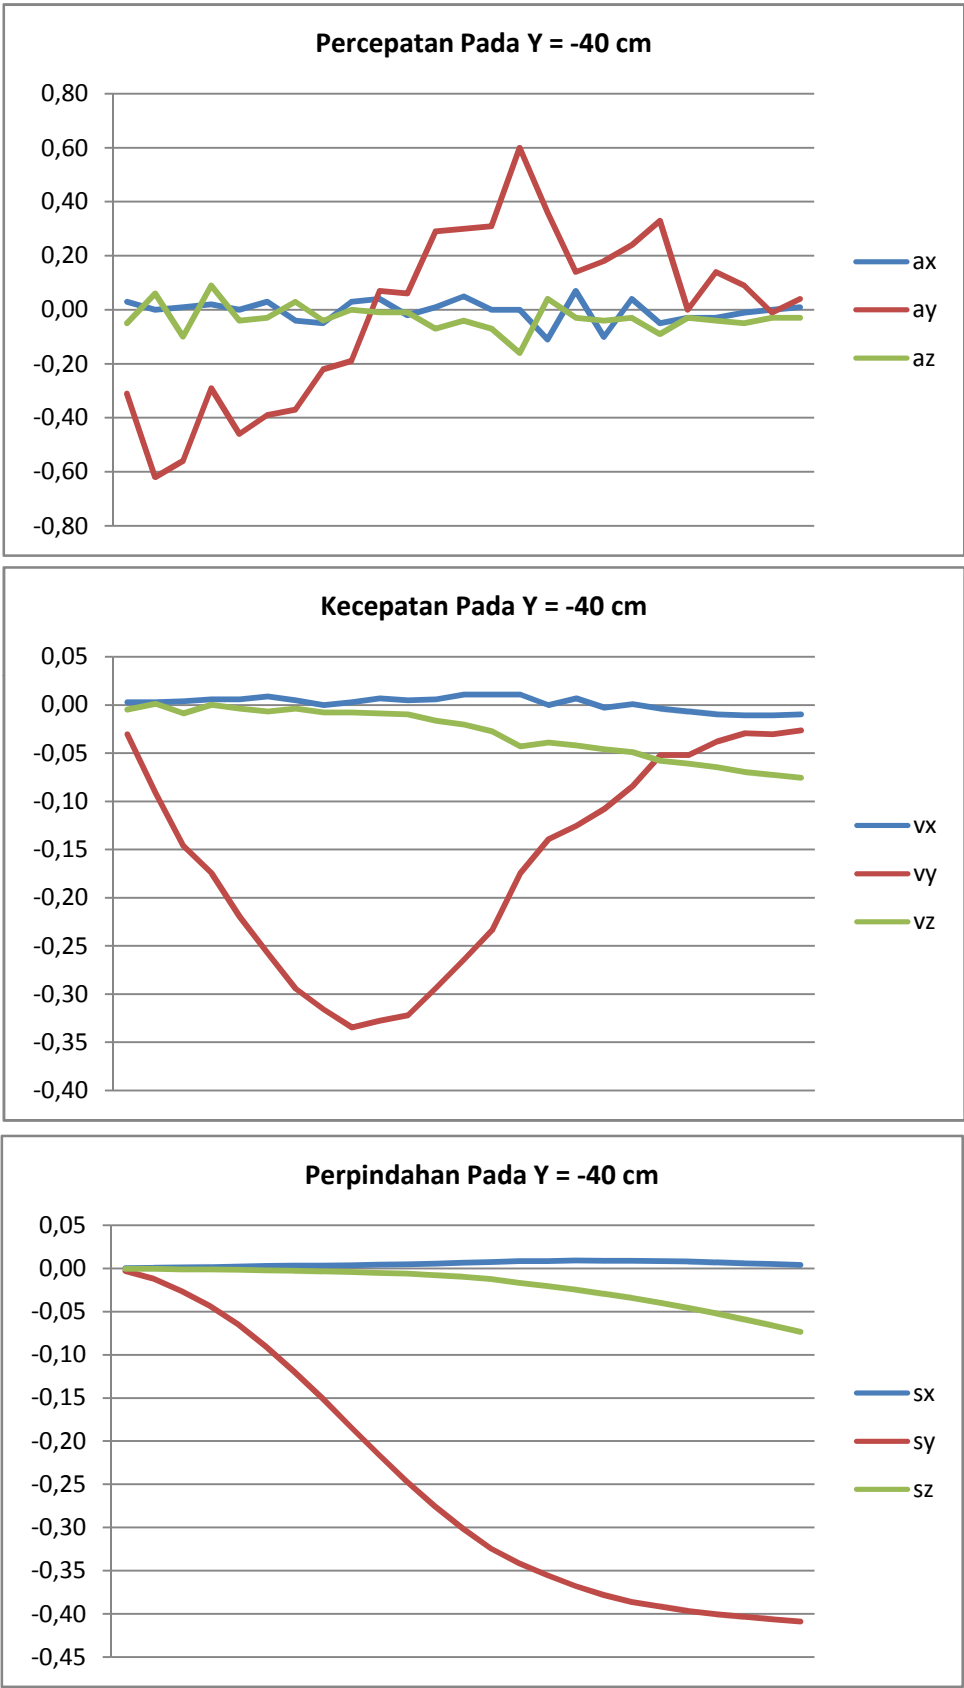 Percepatan Pada Y = -40 cm
0,80
0,60
0,40
0,20
0,00
-0,20
-0,40
-0,60
-0,80
ax
ay
az
Kecepatan Pada Y = -40 cm
0,05
0,00
-0,05
-0,10
-0,15
-0,20
-0,25
-0,30
-0,35
-0,40
vx
vy
vz
Perpindahan Pada Y = -40 cm
0,05
0,00
-0,05
-0,10
-0,15
-0,20
-0,25
-0,30
-0,35
-0,40
-0,45
sx
sy
sz